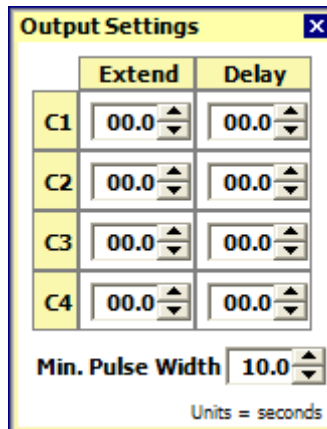 Output Settings
Extend Delay
C1 00.0 00.0
C2 00.0 00.0
C3 00.0 00.0
C4 00.0 00.0
Min. Pulse Width 10.0
Units = seconds